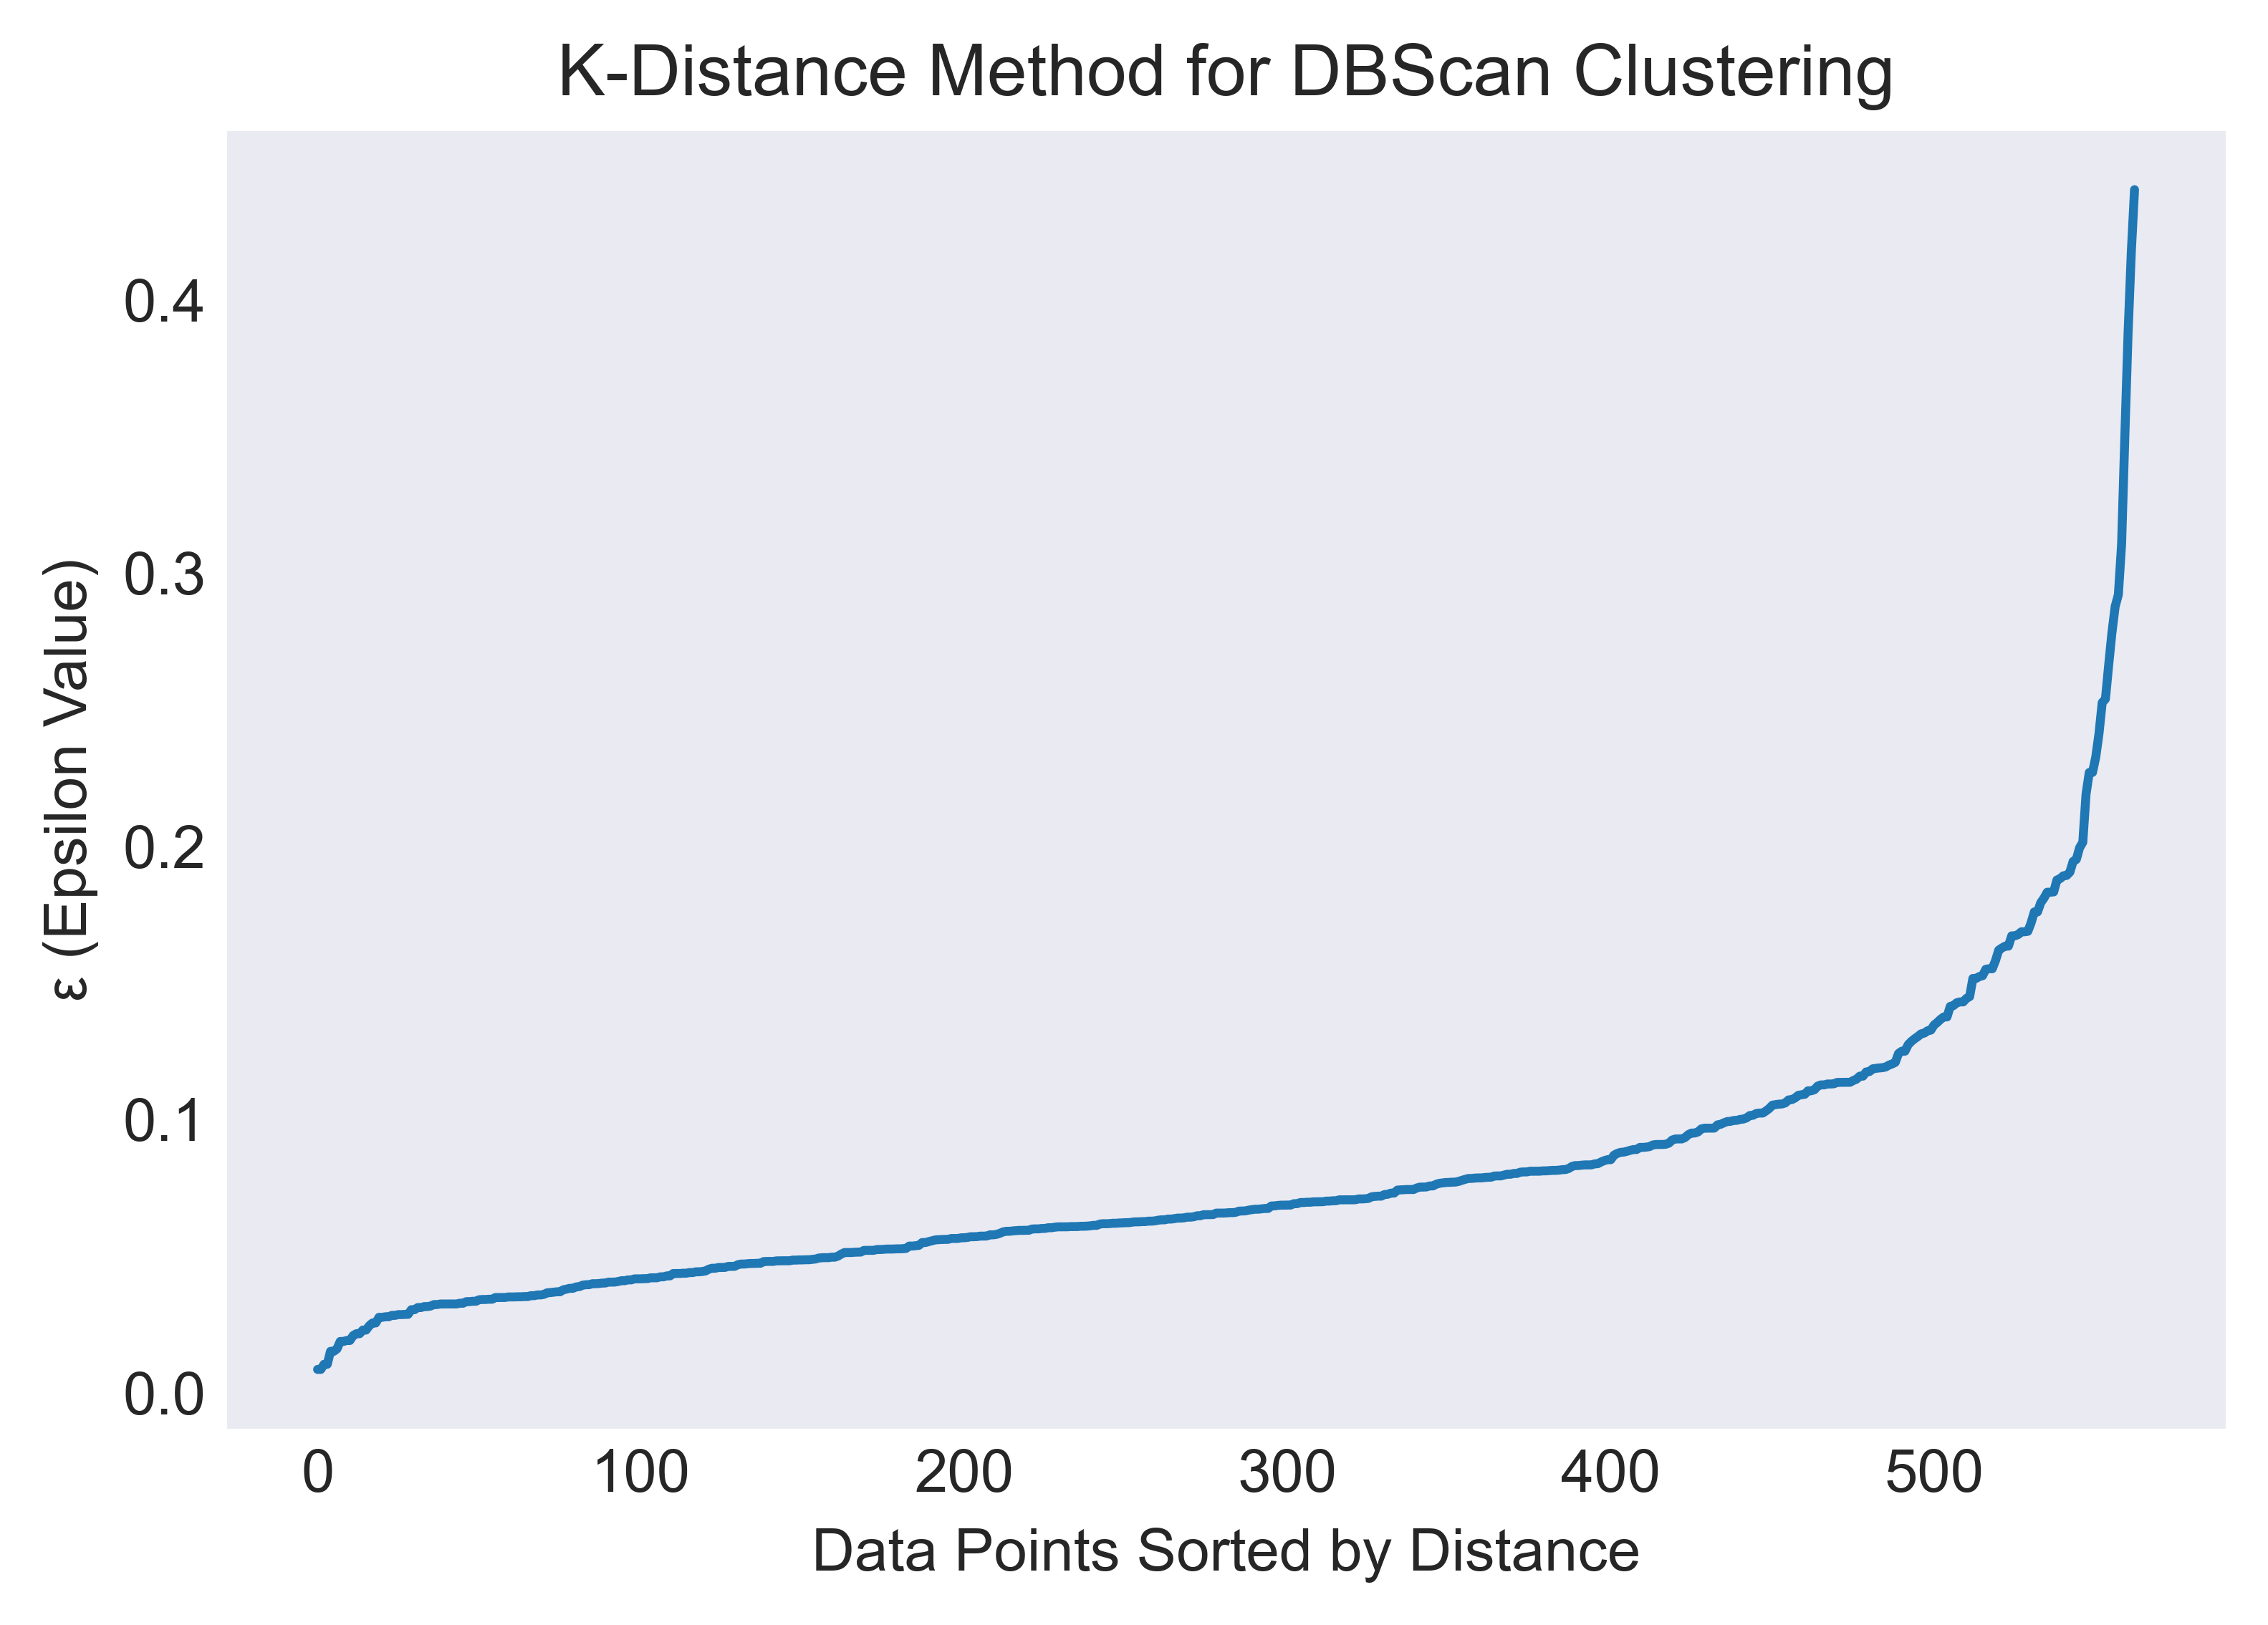 K-Distance Method for DBScan Clustering
ε (Epsilon Value)
0.4
0.3
0.2
0.1
0.0
0 100 200 300 400 500
Data Points Sorted by Distance